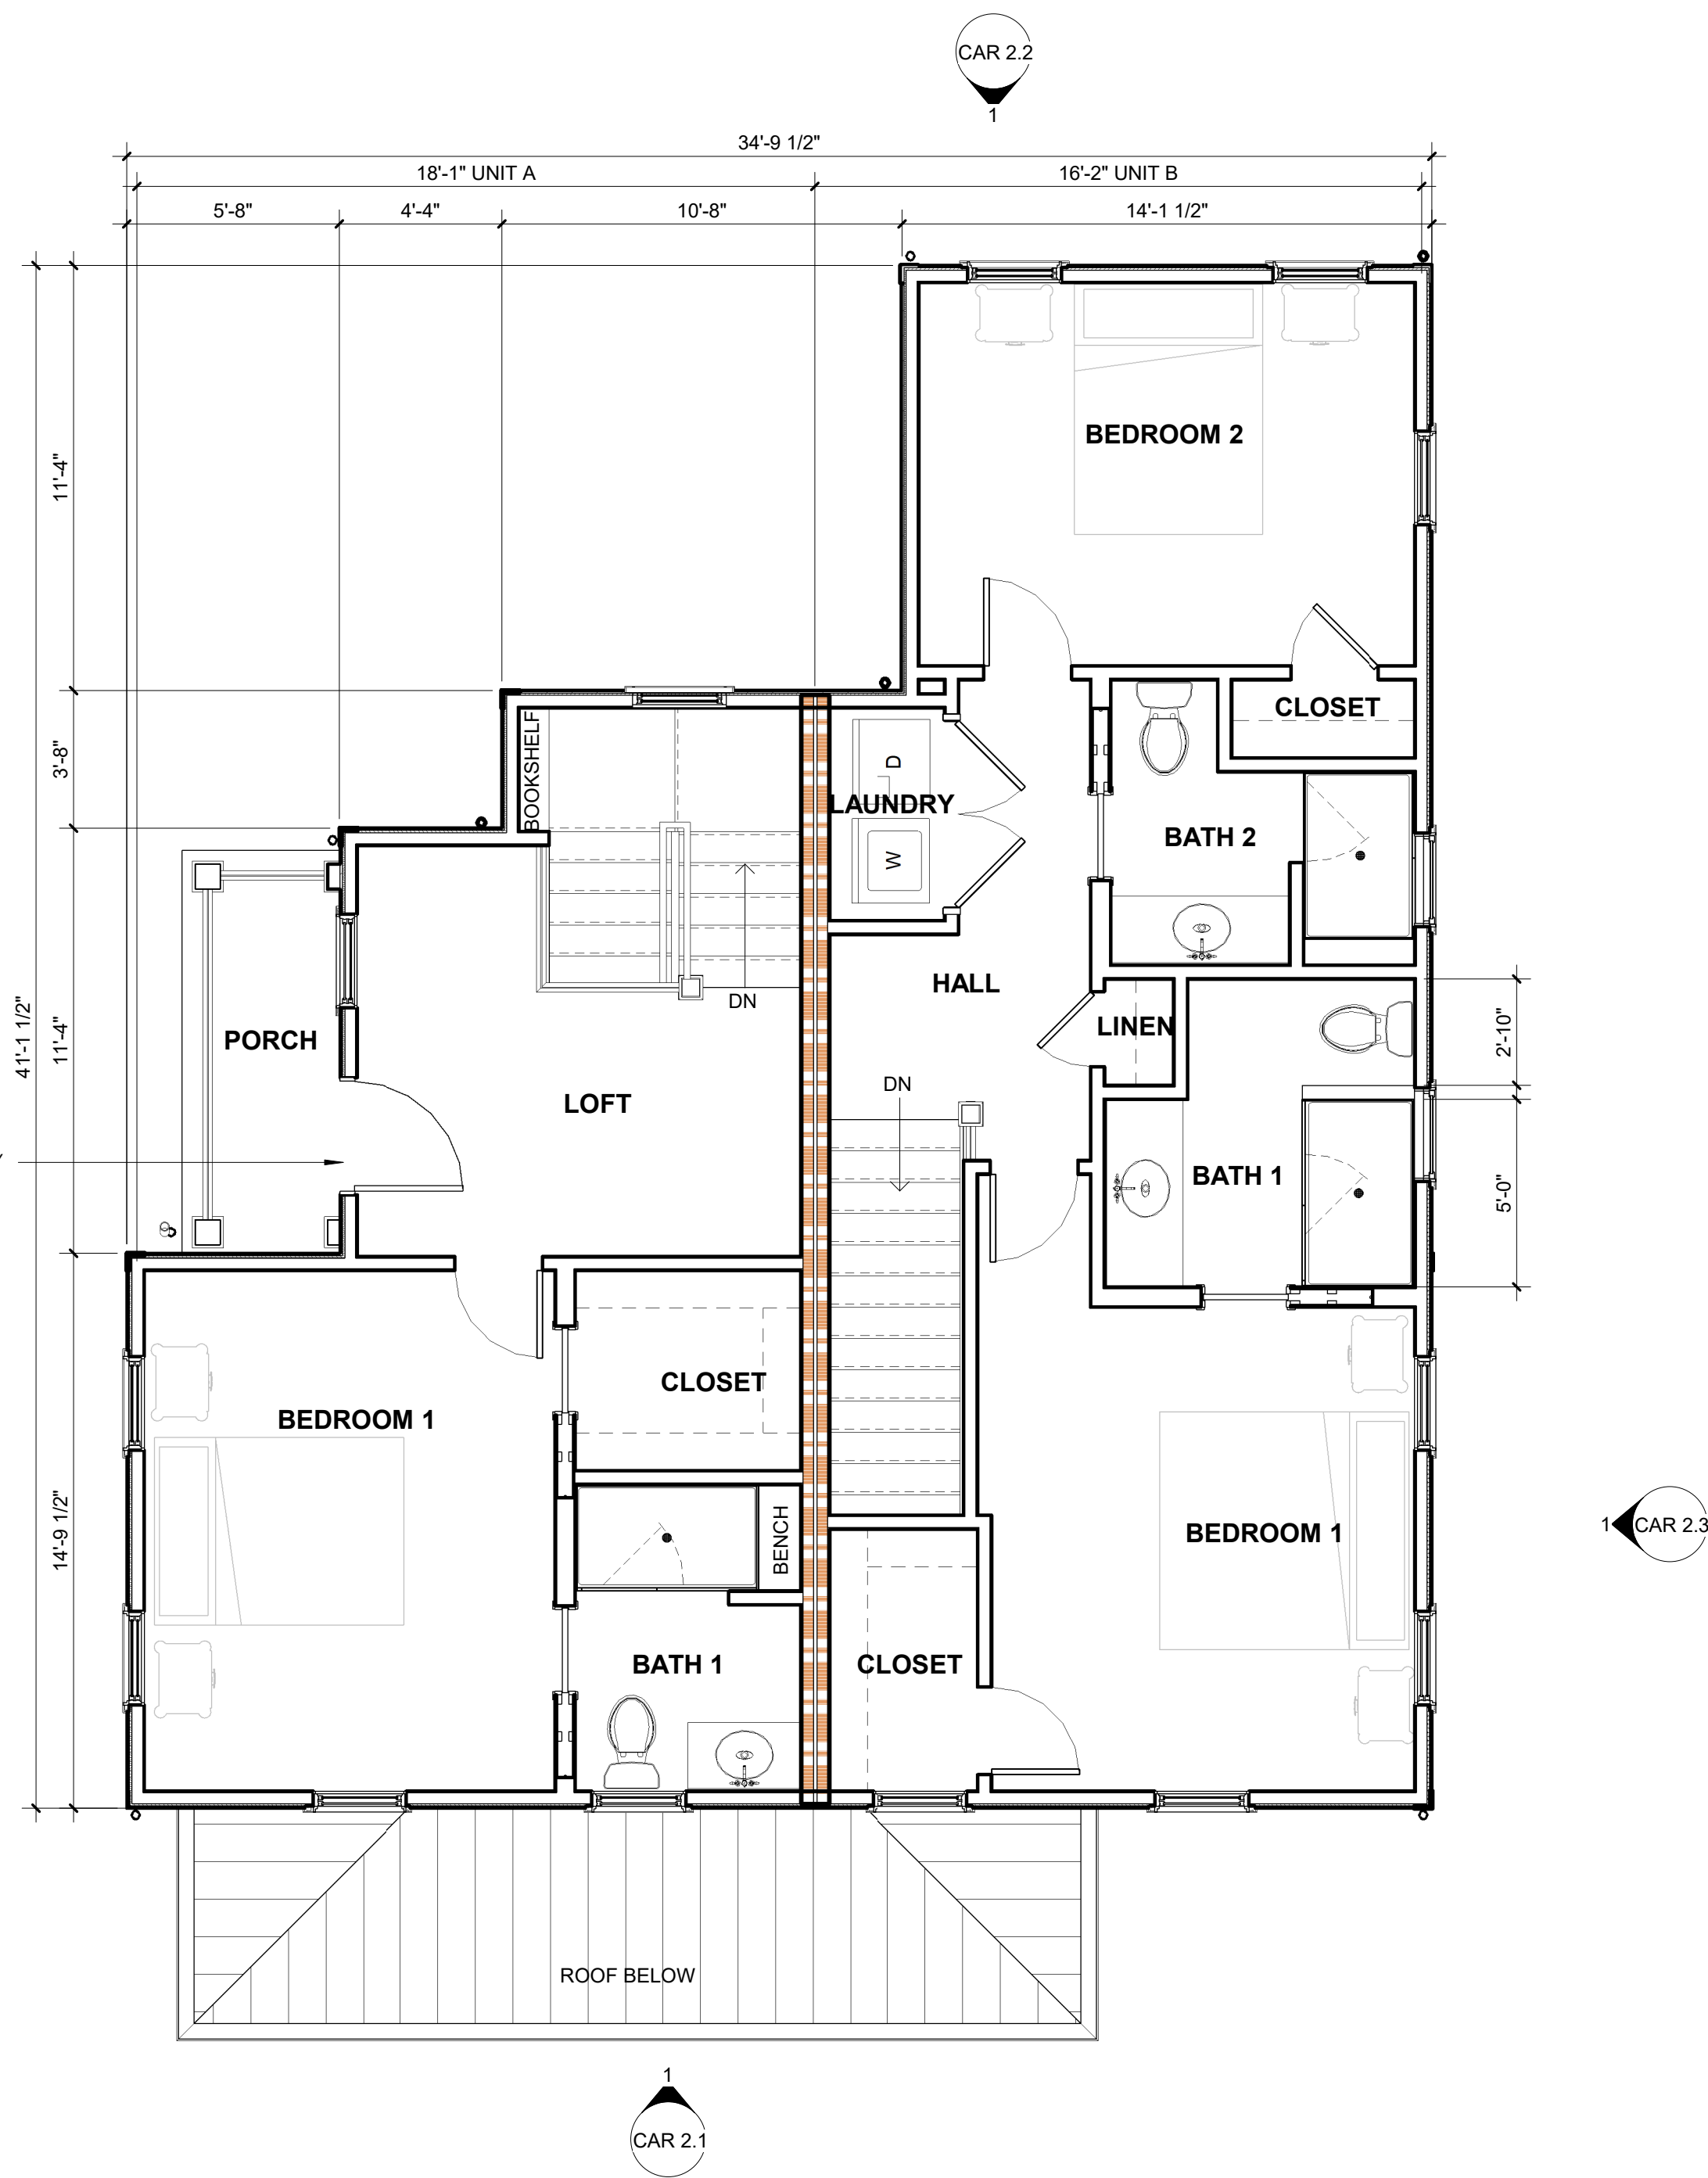 CAR 2.2
1
34'-9 1/2"
18'-1" UNIT A
16'-2" UNIT B
5'-8"
4'-4"
10'-8"
14'-1 1/2"
BEDROOM 2
11'-4"
CLOSET
BOOKSHELF
3'-8"
D
LAUNDRY
BATH 2
W
HALL
DN
LINEN
PORCH
2'-10"
41'-1 1/2"
11'-4"
DN
LOFT
BATH 1
5'-0"
CLOSET
BEDROOM 1
14'-9 1/2"
BENCH
BEDROOM 1
1
CAR 2.3
BATH 1
CLOSET
ROOF BELOW
1
CAR 2.1